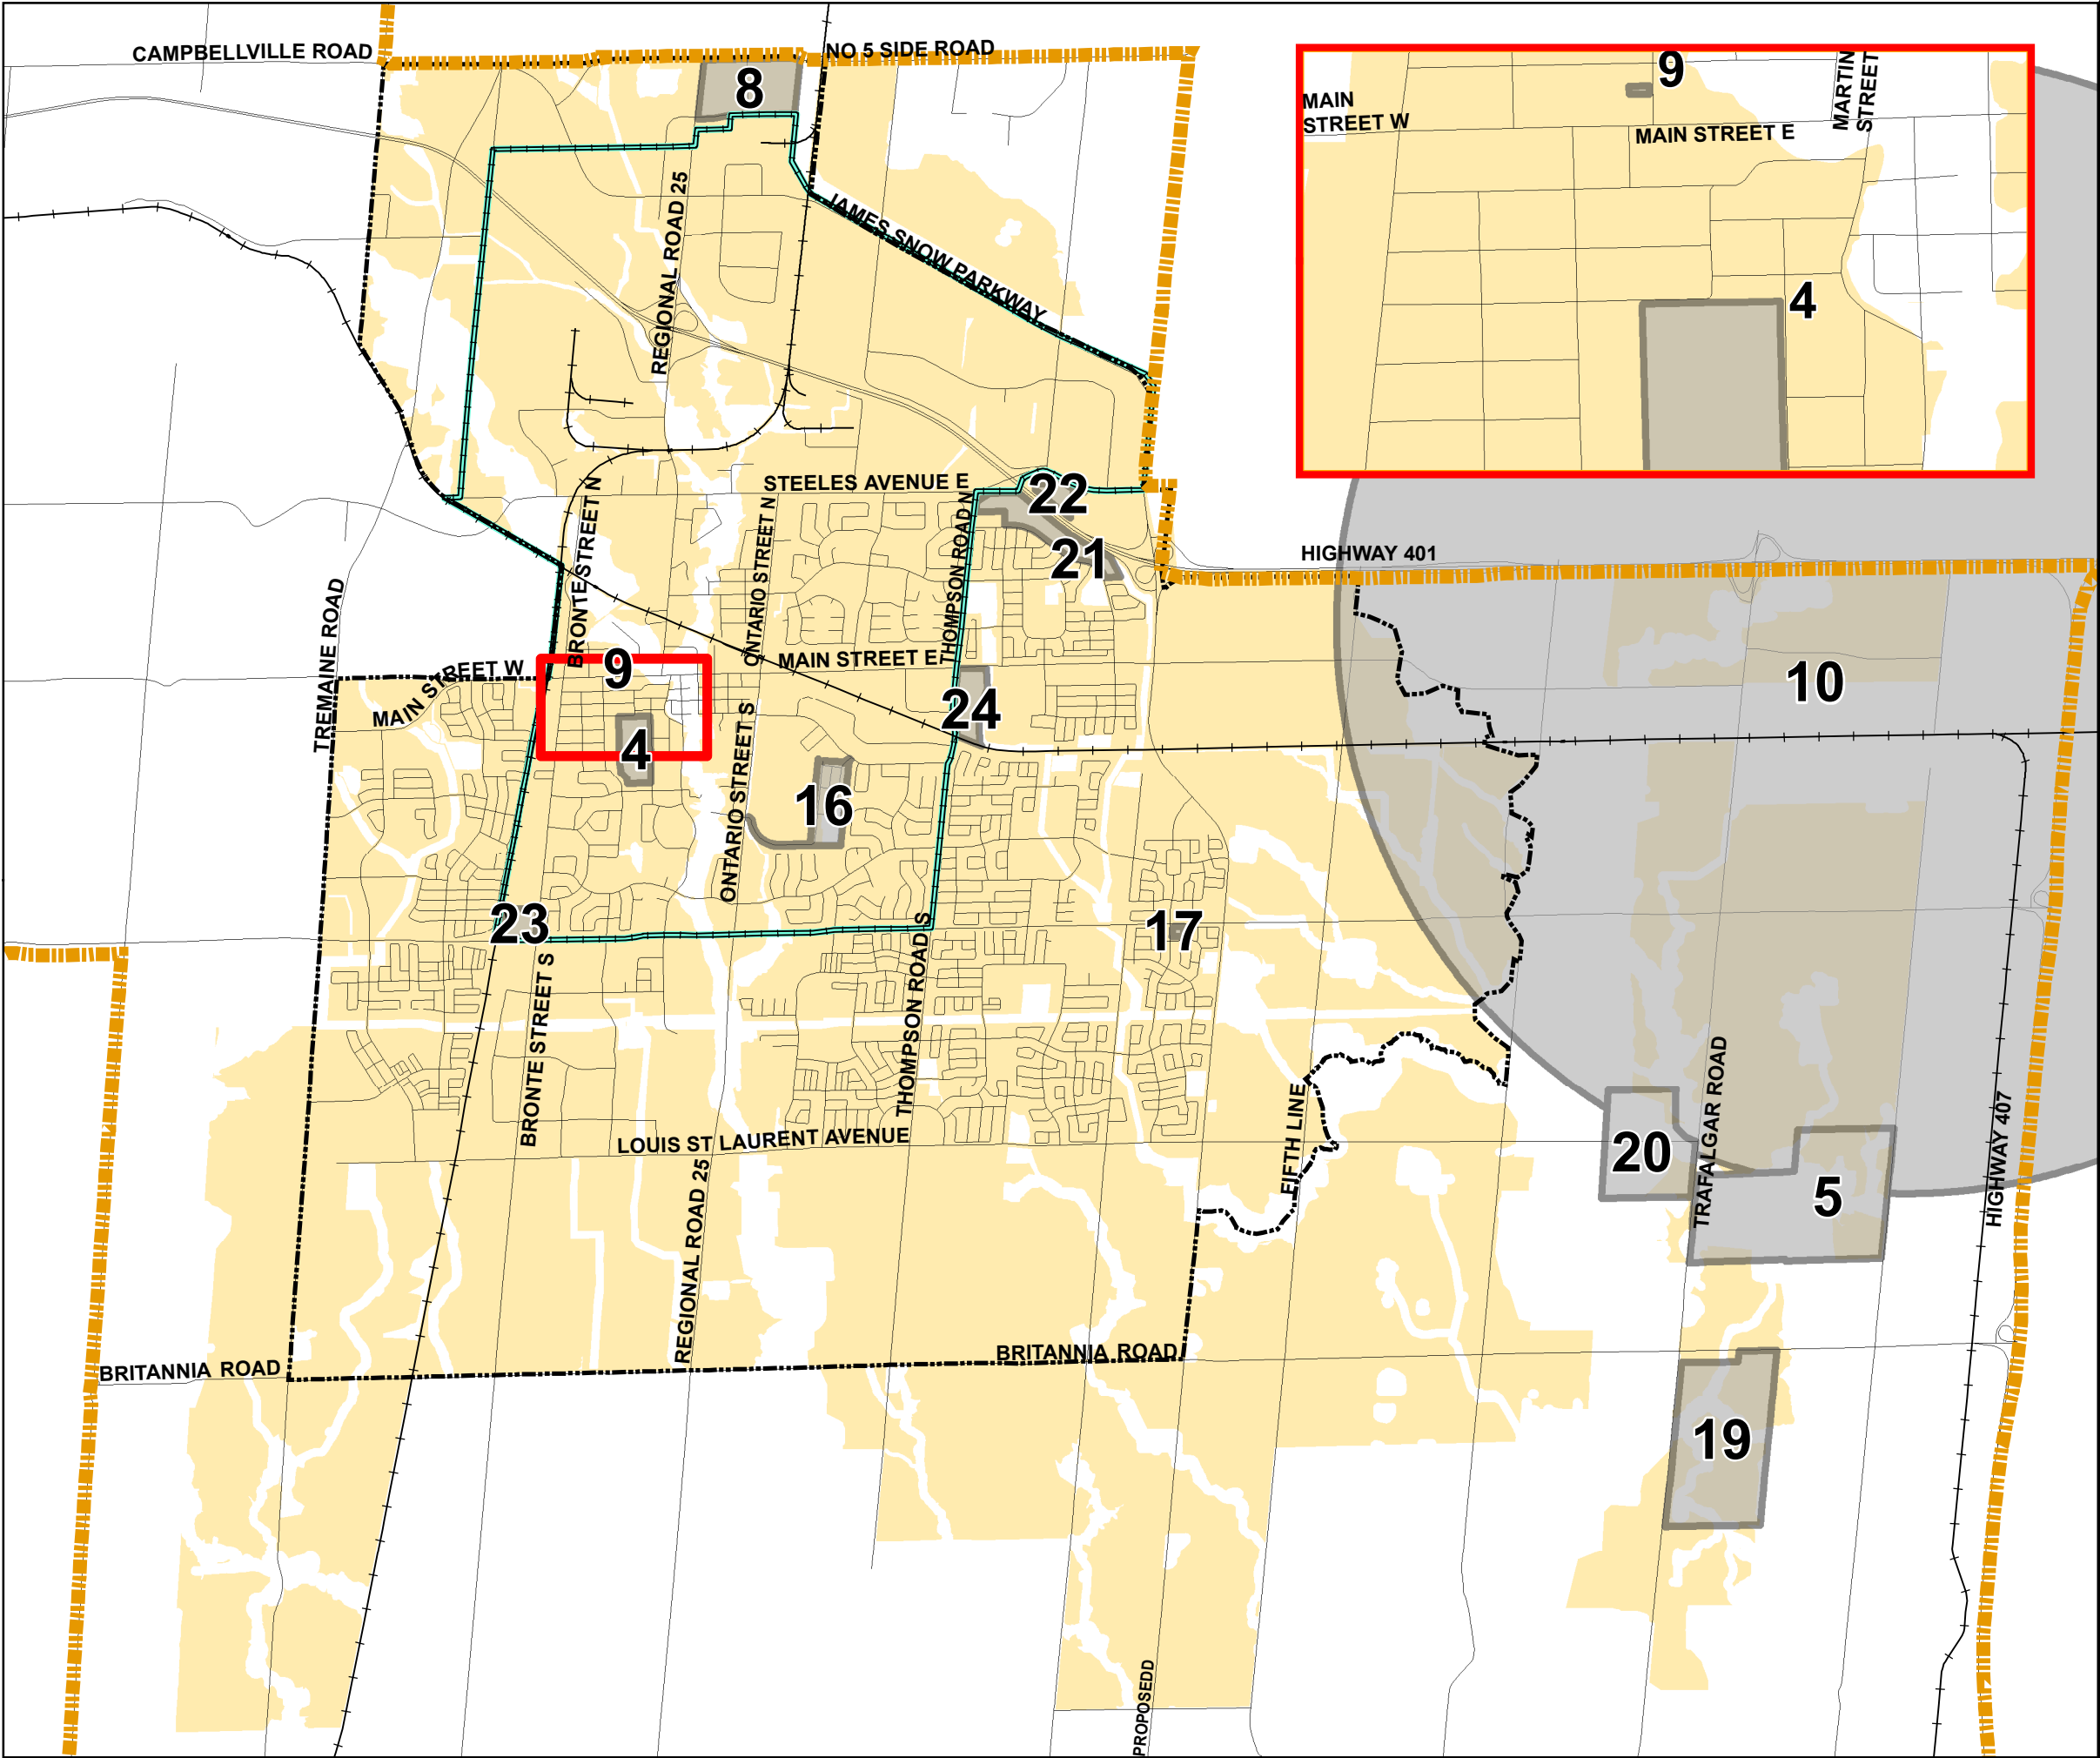 CAMPBELLVILLE ROAD
NO 5 SIDE ROAD
8
9
MAIN
STREET W
MAIN STREET E
MARTIN
STREET
4
REGIONAL ROAD 25
JAMES SNOW PARKWAY
STEELES AVENUE E
22
21
HIGHWAY 401
BRONTE STREET N
ONTARIO STREET N
THOMPSON ROAD N
TREMAINE ROAD
MAIN STREET W
9
MAIN STREET E
10
24
4
ONTARIO STREET S
16
23
17
THOMPSON ROAD S
BRONTE STREET S
LOUIS ST LAURENT AVENUE
FIFTH LINE
20
TRAFALGAR ROAD
5
HIGHWAY 407
REGIONAL ROAD 25
BRITANNIA ROAD
BRITANNIA ROAD
19
PROPOSEDD